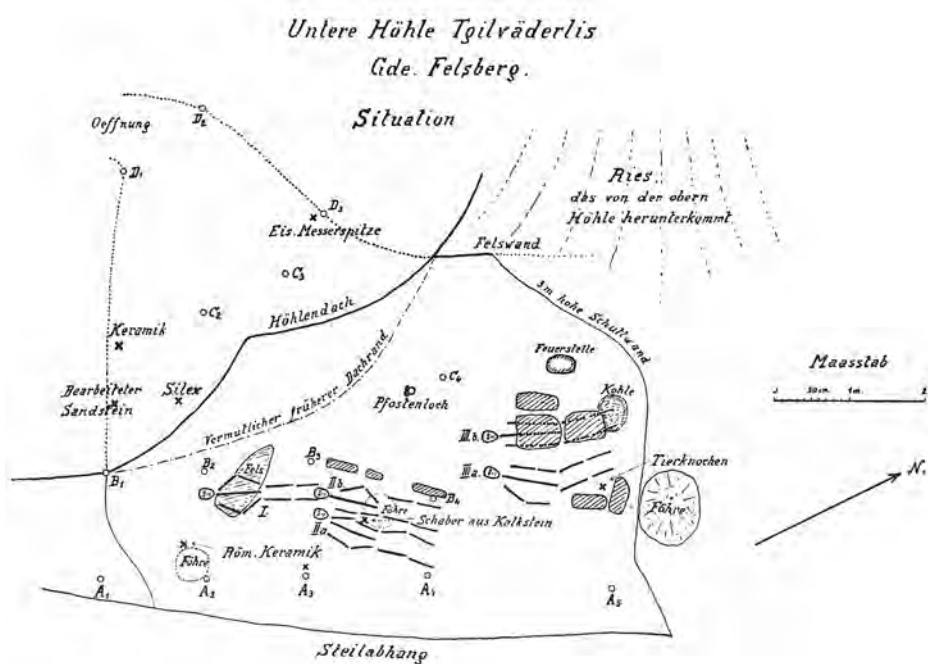 Untere Höhle Tgilväderlis
Gde. Felsberg.
Situation
Oeffnung
D2
D1
Ries,
das von der obern
Höhle herunterkommt.
D3
Eis. Messerspitze
Felswand
C3
3m hohe Schuttwand
Höhlendach
C2
Keramik
Feuerstelle
Maasstab
50cm 1m 2
C4
Kohle
Bearbeiteter
Sandstein
Silex
Pfostenloch
Vermutlicher früherer Dachrand
III.b.
B1
B2
B3
Fels
IIb
B4
IIIa.
Tierknochen
N.
I.
Föhre
Schaber aus Kalkstein
Föhre
IIa
Röm. Keramik
Föhre
A1
A2
A3
A4
A5
Steilabhang